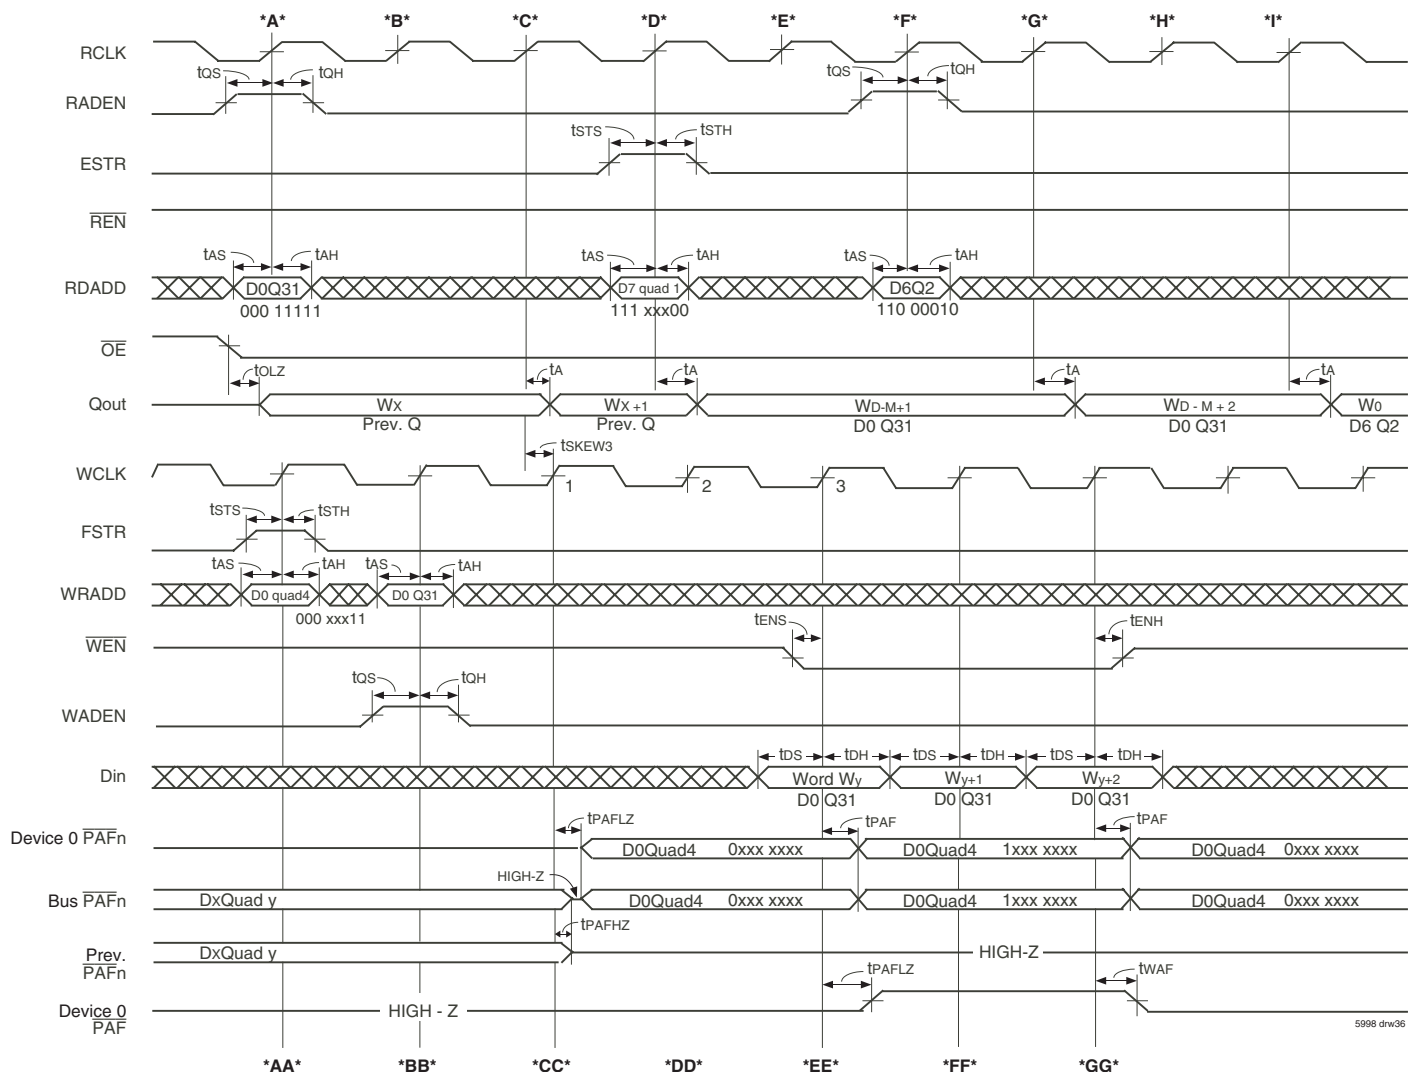 *A* *B* *C* *D* *E* *F* *G* *H* *I*
RCLK
tQS tQH tQS tQH
RADEN
tSTS tSTH
ESTR
REN
tAS tAH tAS tAH tAS tAH
RDADD D0Q31 D7 quad 1 D6Q2
000 11111 111 xxx00 110 00010
OE
tOLZ tA tA tA tA
Qout WX WX +1 WD-M+1 WD - M + 2 W0
Prev. Q Prev. Q D0 Q31 D0 Q31 D6 Q2
tSKEW3
WCLK 1 2 3
tSTS tSTH
FSTR
tAS tAH tAS tAH
WRADD D0 quad4 D0 Q31
000 xxx11
tENS tENH
WEN
tQS tQH
WADEN
tDS tDH tDS tDH tDS tDH
Din Word Wy Wy+1 Wy+2
D0 Q31 D0 Q31 D0 Q31
tPAFLZ tPAF tPAF
Device 0 PAFn D0Quad4 0xxx xxxx D0Quad4 1xxx xxxx D0Quad4 0xxx xxxx
HIGH-Z
Bus PAFn DxQuad y D0Quad4 0xxx xxxx D0Quad4 1xxx xxxx D0Quad4 0xxx xxxx
tPAFHZ
Prev. DxQuad y HIGH-Z
PAFn
tPAFLZ tWAF
Device 0 HIGH - Z
PAF
5998 drw36
*AA* *BB* *CC* *DD* *EE* *FF* *GG*